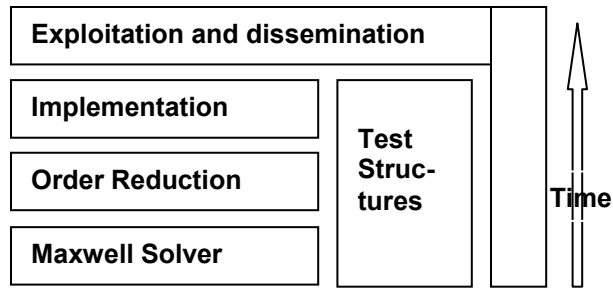 Exploitation and dissemination
Implementation
Order Reduction
Maxwell Solver
Test
Struc-
tures
Time